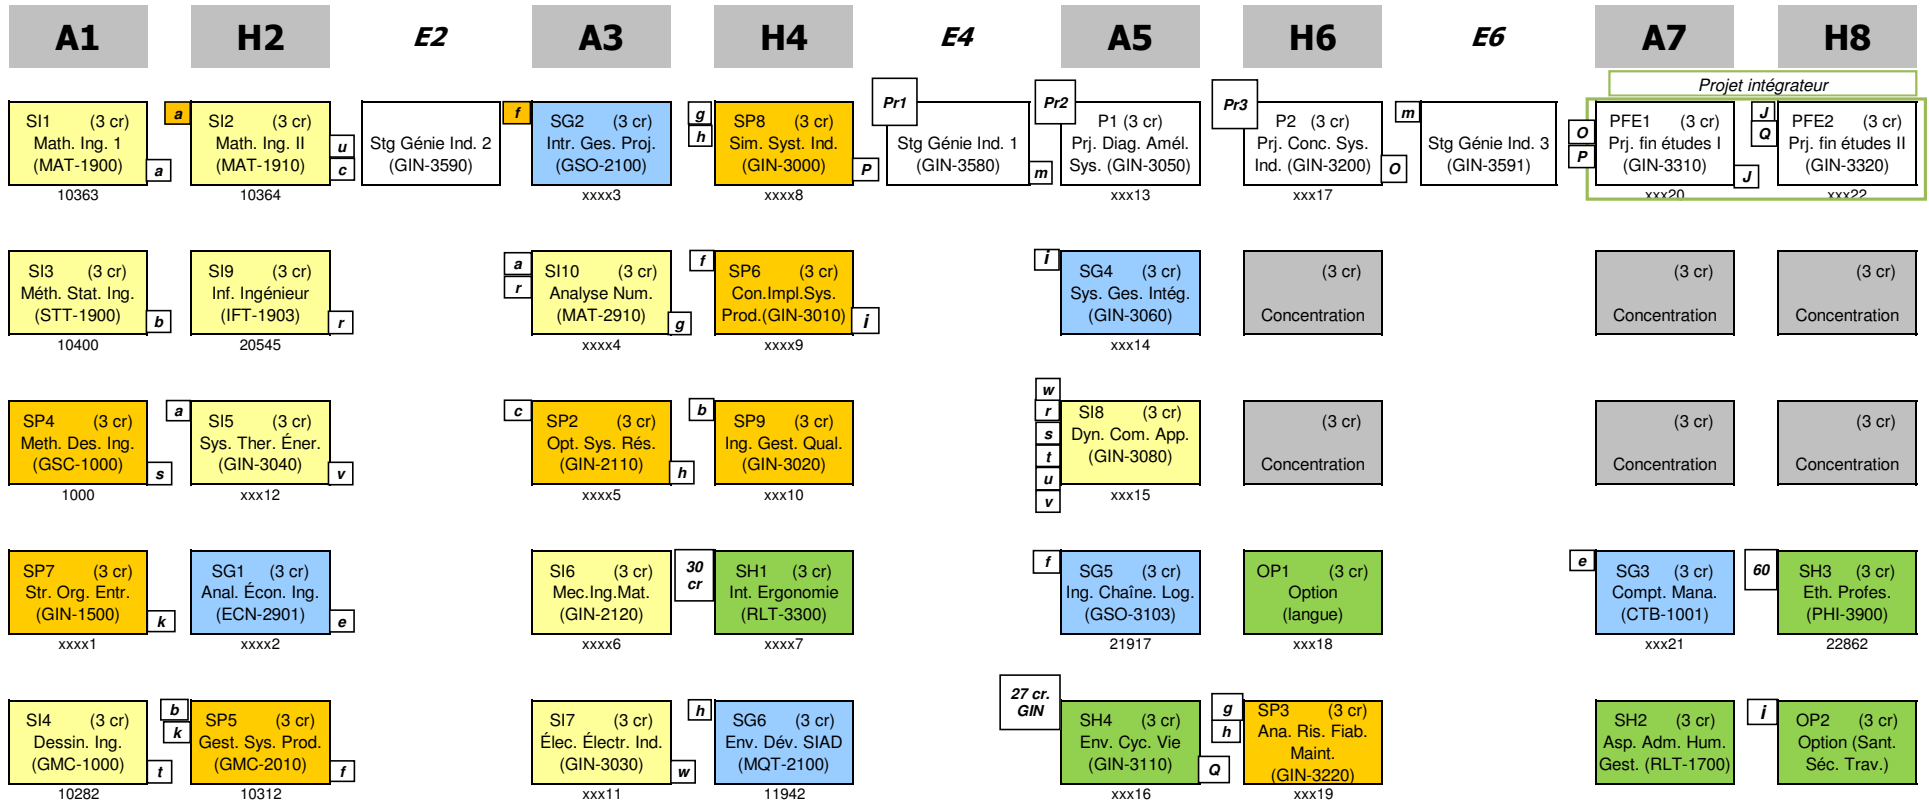 A1 H2 E2 A3 H4 E4 A5 H6 E6 A7 H8
Projet intégrateur
SI1 (3 cr)
Math. Ing. 1
(MAT-1900)
a
10363
a
SI2 (3 cr)
Math. Ing. II
(MAT-1910)
u
c
10364
Stg Génie Ind. 2
(GIN-3590)
f
SG2 (3 cr)
Intr. Ges. Proj.
(GSO-2100)
xxxx3
g
h
SP8 (3 cr)
Sim. Syst. Ind.
(GIN-3000)
P
xxxx8
Pr1
Stg Génie Ind. 1
(GIN-3580)
m
Pr2
P1 (3 cr)
Prj. Diag. Amél.
Sys. (GIN-3050)
xxx13
Pr3
P2 (3 cr)
Prj. Conc. Sys.
Ind. (GIN-3200)
O
xxx17
m
Stg Génie Ind. 3
(GIN-3591)
O
P
PFE1 (3 cr)
Prj. fin études I
(GIN-3310)
J
xxx20
J
Q
PFE2 (3 cr)
Prj. fin études II
(GIN-3320)
xxx22
SI3 (3 cr)
Méth. Stat. Ing.
(STT-1900)
b
10400
SI9 (3 cr)
Inf. Ingénieur
(IFT-1903)
r
20545
a
r
SI10 (3 cr)
Analyse Num.
(MAT-2910)
g
xxxx4
f
SP6 (3 cr)
Con.Impl.Sys.
Prod.(GIN-3010)
i
xxxx9
i
SG4 (3 cr)
Sys. Ges. Intég.
(GIN-3060)
xxx14
(3 cr)
Concentration
(3 cr)
Concentration
(3 cr)
Concentration
SP4 (3 cr)
Meth. Des. Ing.
(GSC-1000)
s
1000
a
SI5 (3 cr)
Sys. Ther. Éner.
(GIN-3040)
v
xxx12
c
SP2 (3 cr)
Opt. Sys. Rés.
(GIN-2110)
h
xxxx5
b
SP9 (3 cr)
Ing. Gest. Qual.
(GIN-3020)
xxx10
w
r
s
t
u
v
SI8 (3 cr)
Dyn. Com. App.
(GIN-3080)
xxx15
(3 cr)
Concentration
(3 cr)
Concentration
(3 cr)
Concentration
SP7 (3 cr)
Str. Org. Entr.
(GIN-1500)
k
xxxx1
SG1 (3 cr)
Anal. Écon. Ing.
(ECN-2901)
e
xxxx2
SI6 (3 cr)
Mec.Ing.Mat.
(GIN-2120)
xxxx6
30
cr
SH1 (3 cr)
Int. Ergonomie
(RLT-3300)
xxxx7
f
SG5 (3 cr)
Ing. Chaîne. Log.
(GSO-3103)
21917
OP1 (3 cr)
Option
(langue)
xxx18
e
SG3 (3 cr)
Compt. Mana.
(CTB-1001)
xxx21
60
SH3 (3 cr)
Eth. Profes.
(PHI-3900)
22862
SI4 (3 cr)
Dessin. Ing.
(GMC-1000)
t
10282
b
k
SP5 (3 cr)
Gest. Sys. Prod.
(GMC-2010)
f
10312
SI7 (3 cr)
Élec. Électr. Ind.
(GIN-3030)
w
xxx11
h
SG6 (3 cr)
Env. Dév. SIAD
(MQT-2100)
11942
27 cr.
GIN
SH4 (3 cr)
Env. Cyc. Vie
(GIN-3110)
Q
xxx16
g
h
SP3 (3 cr)
Ana. Ris. Fiab.
Maint.
(GIN-3220)
xxx19
SH2 (3 cr)
Asp. Adm. Hum.
Gest. (RLT-1700)
i
OP2 (3 cr)
Option (Sant.
Séc. Trav.)